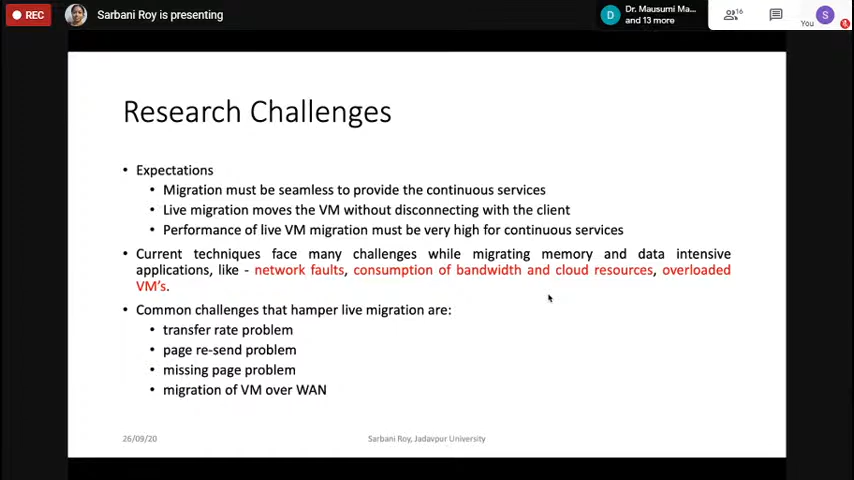 REC
Sarbani Roy is presenting
D
Dr. Mausumi Ma...
and 13 more
16
You
S
Research Challenges
• Expectations
• Migration must be seamless to provide the continuous services
• Live migration moves the VM without disconnecting with the client
• Performance of live VM migration must be very high for continuous services
• Current techniques face many challenges while migrating memory and data intensive
applications, like - network faults, consumption of bandwidth and cloud resources, overloaded
VM's.
• Common challenges that hamper live migration are:
• transfer rate problem
• page re-send problem
• missing page problem
• migration of VM over WAN
26/09/20
Sarbani Roy, Jadavpur University